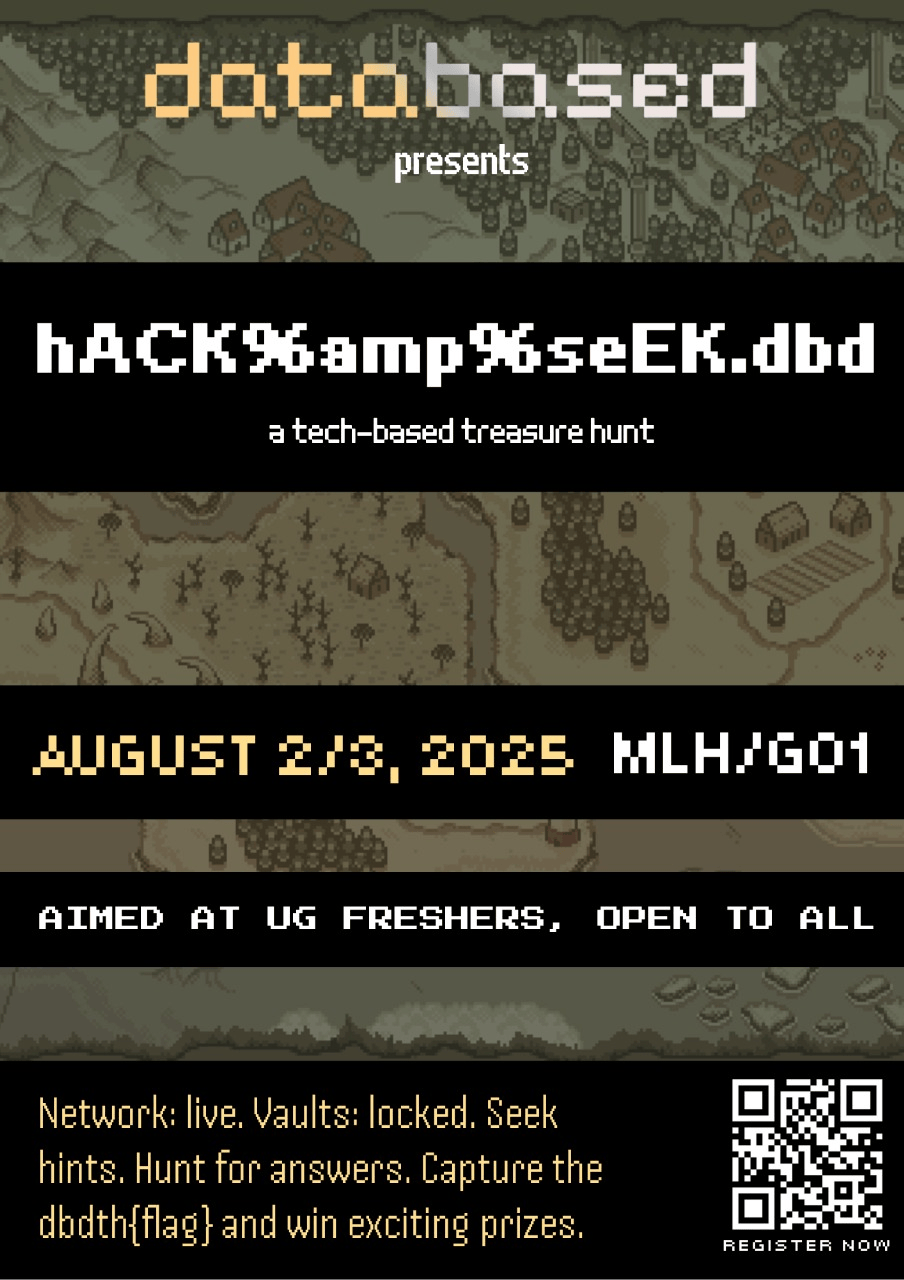 databased
presents
hACK%amp%seEK.dbd
a tech-based treasure hunt
AUGUST 2/3, 2025 MLH/G01
AIMED AT UG FRESHERS, OPEN TO ALL
Network: live. Vaults: locked. Seek
hints. Hunt for answers. Capture the
dbdth{flag} and win exciting prizes.
REGISTER NOW